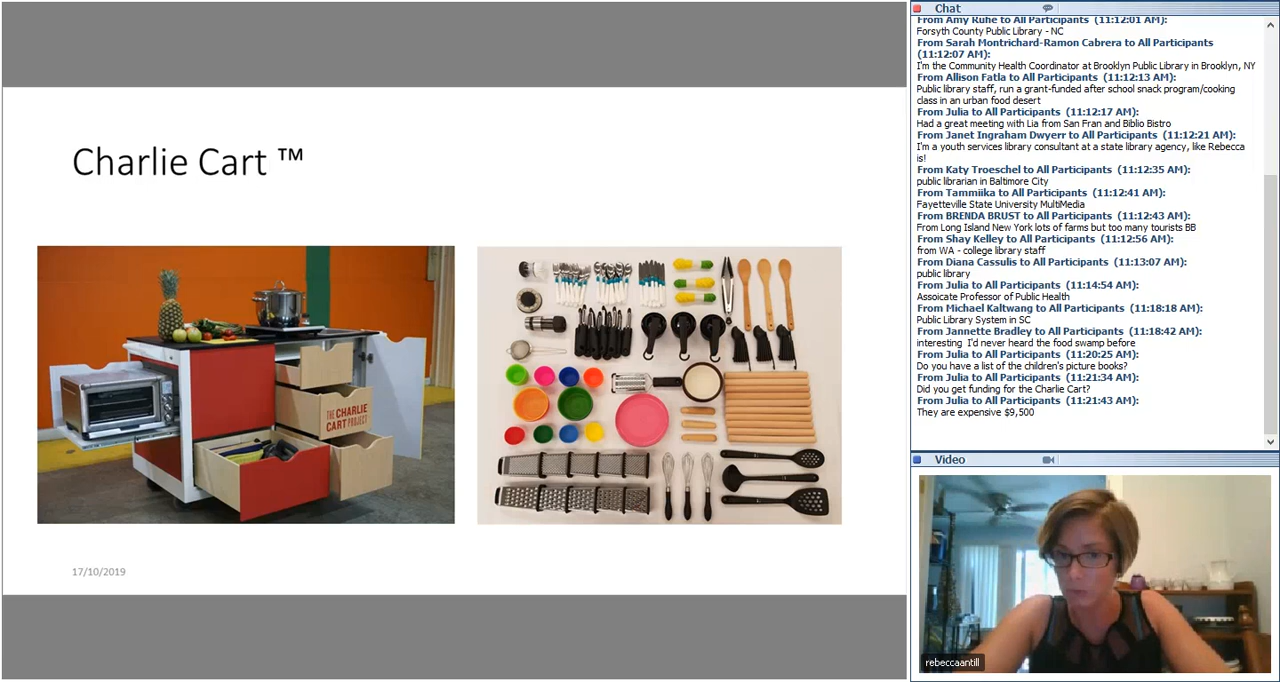 Charlie Cart ™
THE CHARLIE
CART PROJECT
17/10/2019
Chat
From Amy Ruhe to All Participants (11:12:01 AM):
Forsyth County Public Library - NC
From Sarah Montrichard-Ramon Cabrera to All Participants
(11:12:07 AM):
I'm the Community Health Coordinator at Brooklyn Public Library in Brooklyn, NY
From Allison Fatla to All Participants (11:12:13 AM):
Public library staff, run a grant-funded after school snack program/cooking
class in an urban food desert
From Julia to All Participants (11:12:17 AM):
Had a great meeting with Lia from San Fran and Biblio Bistro
From Janet Ingraham Dwyerr to All Participants (11:12:21 AM):
I'm a youth services library consultant at a state library agency, like Rebecca
is!
From Katy Troeschel to All Participants (11:12:35 AM):
public librarian in Baltimore City
From Tammiika to All Participants (11:12:41 AM):
Fayetteville State University MultiMedia
From BRENDA BRUST to All Participants (11:12:43 AM):
From Long Island New York lots of farms but too many tourists BB
From Shay Kelley to All Participants (11:12:56 AM):
from WA - college library staff
From Diana Cassulis to All Participants (11:13:07 AM):
public library
From Julia to All Participants (11:14:54 AM):
Assoicate Professor of Public Health
From Michael Kaltwang to All Participants (11:18:18 AM):
Public Library System in SC
From Jannette Bradley to All Participants (11:18:42 AM):
interesting I'd never heard the food swamp before
From Julia to All Participants (11:20:25 AM):
Do you have a list of the children's picture books?
From Julia to All Participants (11:21:34 AM):
Did you get funding for the Charlie Cart?
From Julia to All Participants (11:21:43 AM):
They are expensive $9,500
Video
rebeccaantill